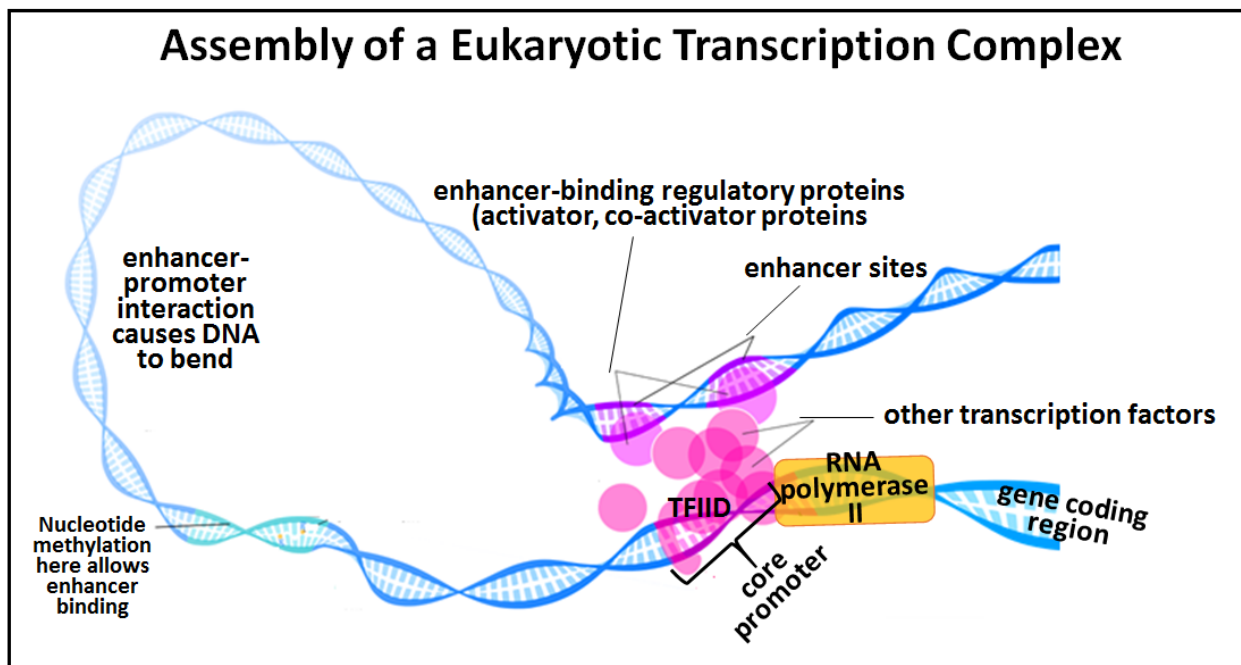 Assembly of a Eukaryotic Transcription Complex
enhancer-binding regulatory proteins
(activator, co-activator proteins
enhancer sites
enhancer-
promoter
interaction
causes DNA
to bend
other transcription factors
RNA
polymerase
II
TFIID
gene coding
region
core
promoter
Nucleotide
methylation
here allows
enhancer
binding